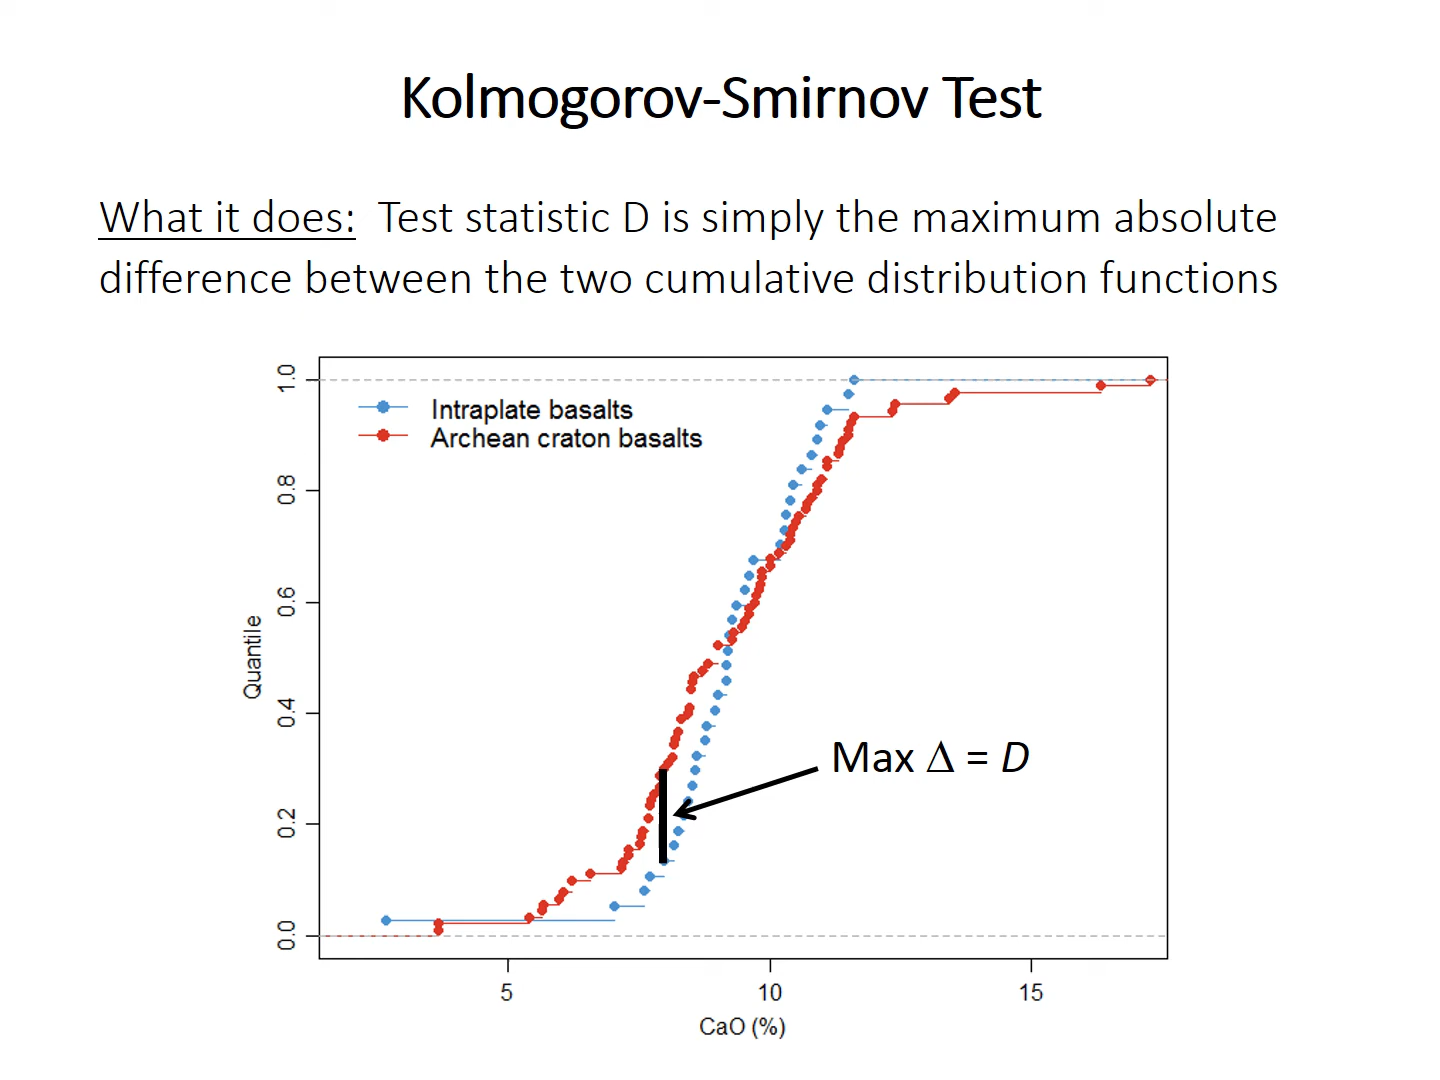 Kolmogorov-Smirnov Test
What it does: Test statistic D is simply the maximum absolute
difference between the two cumulative distribution functions
Intraplate basalts
Archean craton basalts
Max Δ = D
Quantile
1.0
0.8
0.6
0.4
0.2
0.0
5 10 15
CaO (%)